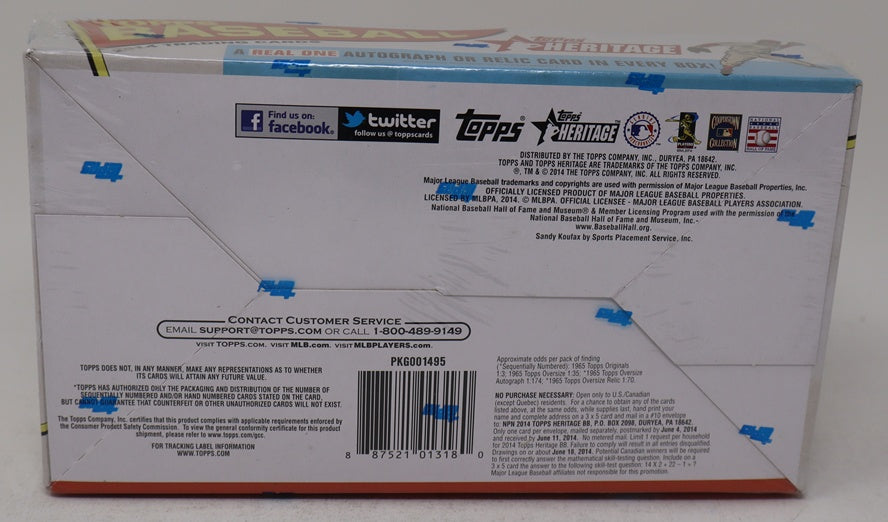 TOPPS
BASEBALL
TRADING CARDS
Topps HERITAGE
A REAL ONE AUTOGRAPH OR RELIC CARD IN EVERY BOX!
f Find us on:
facebook.
twitter
follow us @ toppscards
TOPPS®
Topps HERITAGE
COOPERSTOWN COLLECTION
NATIONAL BASEBALL HALL OF FAME
DISTRIBUTED BY THE TOPPS COMPANY, INC., DURYEA, PA 18642.
TOPPS AND TOPPS HERITAGE ARE TRADEMARKS OF THE TOPPS COMPANY, INC.
®, TM & © 2014 THE TOPPS COMPANY, INC. ALL RIGHTS RESERVED.
Major League Baseball trademarks and copyrights are used with permission of Major League Baseball Properties, Inc.
OFFICIALLY LICENSED PRODUCT OF MAJOR LEAGUE BASEBALL PROPERTIES.
LICENSED BY MLBPA, 2014. © MLBPA. OFFICIAL LICENSEE - MAJOR LEAGUE BASEBALL PLAYERS ASSOCIATION.
National Baseball Hall of Fame and Museum® & Member Licensing Program used with the permission of the
National Baseball Hall of Fame and Museum, Inc.
www.BaseballHall.org.
Sandy Koufax by Sports Placement Service, Inc.
CONTACT CUSTOMER SERVICE
EMAIL SUPPORT@TOPPS.COM OR CALL 1-800-489-9149
VISIT TOPPS.COM. VISIT MLB.com. VISIT MLBPLAYERS.COM.
TOPPS DOES NOT, IN ANY MANNER, MAKE ANY REPRESENTATIONS AS TO WHETHER
ITS CARDS WILL ATTAIN ANY FUTURE VALUE.
*TOPPS HAS AUTHORIZED ONLY THE PACKAGING AND DISTRIBUTION OF THE NUMBER OF
SEQUENTIALLY NUMBERED AND/OR HAND NUMBERED CARDS STATED ON THE CARD,
BUT CANNOT GUARANTEE THAT COUNTERFEIT OR OTHER UNAUTHORIZED CARDS WILL NOT EXIST.
The Topps Company, Inc. certifies that this product complies with applicable requirements enforced by
the Consumer Product Safety Commission. To view the general conformity certificate for this product
shipment, please refer to www.topps.com/gcc.
FOR TRACKING LABEL INFORMATION
WWW.TOPPS.COM
PKG001495
8 87521 01318 0
Approximate odds per pack of finding
(*Sequentially Numbered): 1965 Topps Originals
1:3; 1965 Topps Oversize 1:35; *1965 Topps Oversize
Autograph 1:174; *1965 Topps Oversize Relic 1:70.
NO PURCHASE NECESSARY: Open only to U.S./Canadian
(except Quebec) residents. For a chance to obtain any of the cards
listed above, at the same odds, while supplies last, hand print your
name and complete address on a 3 x 5 card and mail in a #10 envelope
to: NPN 2014 TOPPS HERITAGE BB, P.O. BOX 2098, DURYEA, PA 18642.
Only one card per envelope, mailed separately, postmarked by June 4, 2014
and received by June 11, 2014. No metered mail. Limit 1 request per household
for 2014 Topps Heritage BB. Failure to comply will result in all entries disqualified.
Drawings on or about June 18, 2014. Potential Canadian winners will be required
to first correctly answer the mathematical skill-testing question. Include on a
3 x 5 card the answer to the following skill-test question: 14 X 2 + 22 – 1 = ?
Major League Baseball affiliates not responsible for this promotion.